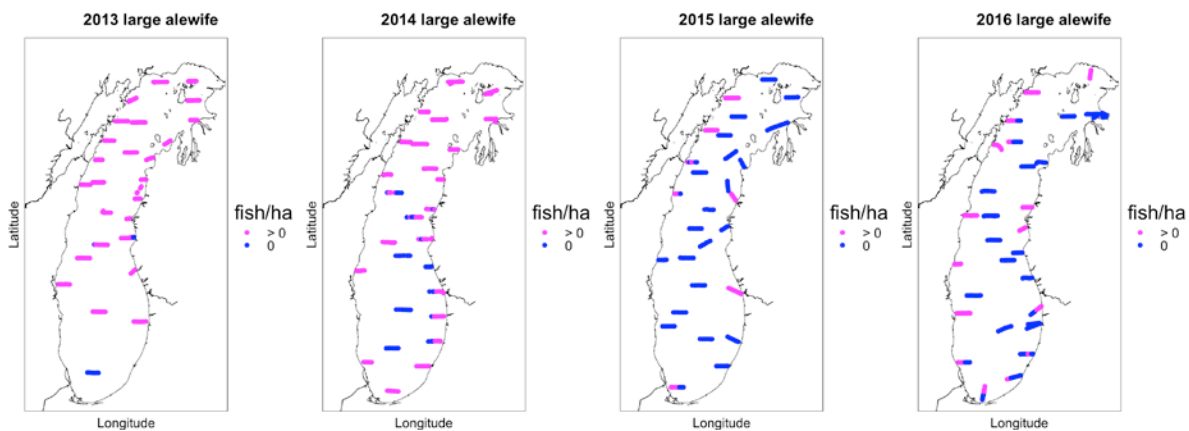 2013 large alewife
Latitude
fish/ha
> 0
0
Longitude
2014 large alewife
Latitude
fish/ha
> 0
0
Longitude
2015 large alewife
Latitude
fish/ha
> 0
0
Longitude
2016 large alewife
Latitude
fish/ha
> 0
0
Longitude